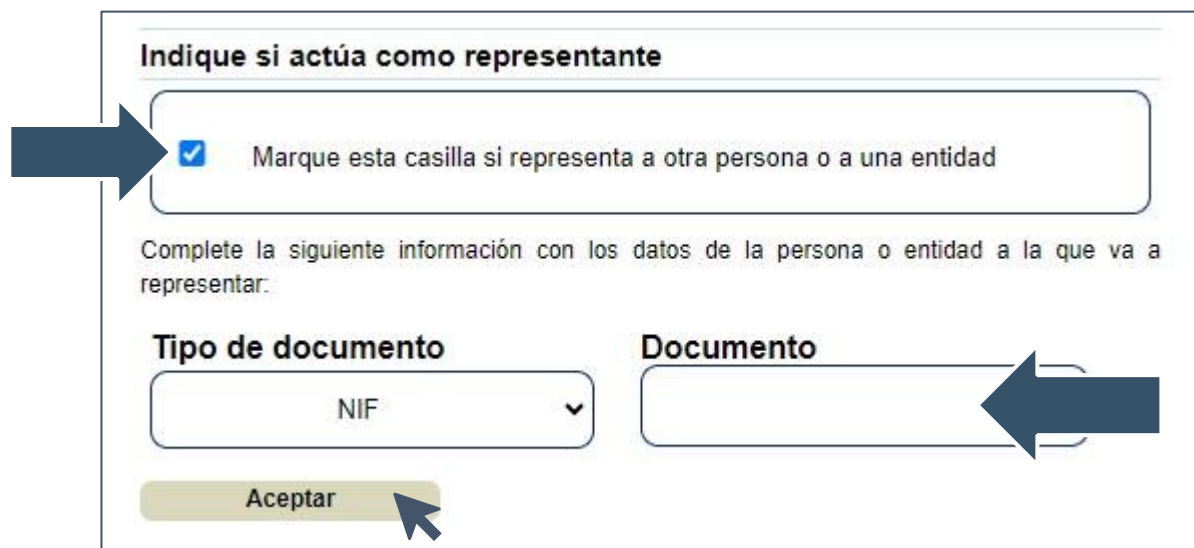 Indique si actúa como representante
Marque esta casilla si representa a otra persona o a una entidad
Complete la siguiente información con los datos de la persona o entidad a la que va a
representar:
Tipo de documento
Documento
NIF
Aceptar